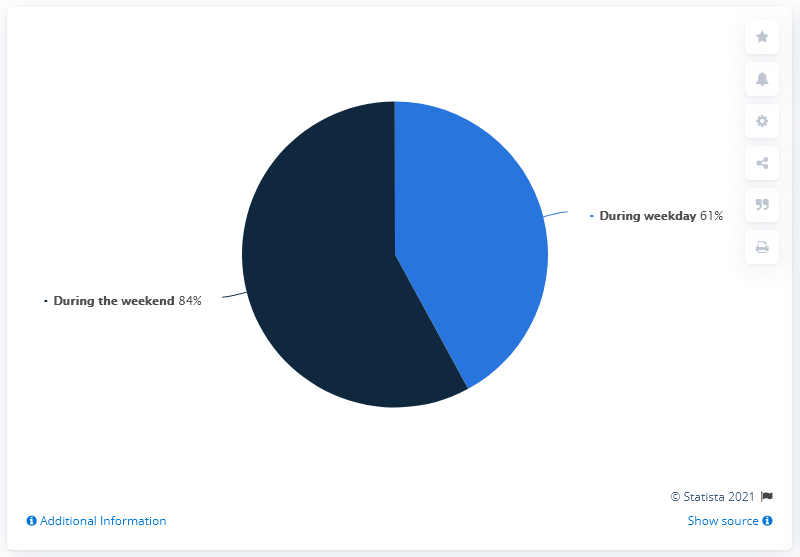 During weekday 61%
During the weekend 84%
© Statista 2021
Additional Information
Show source